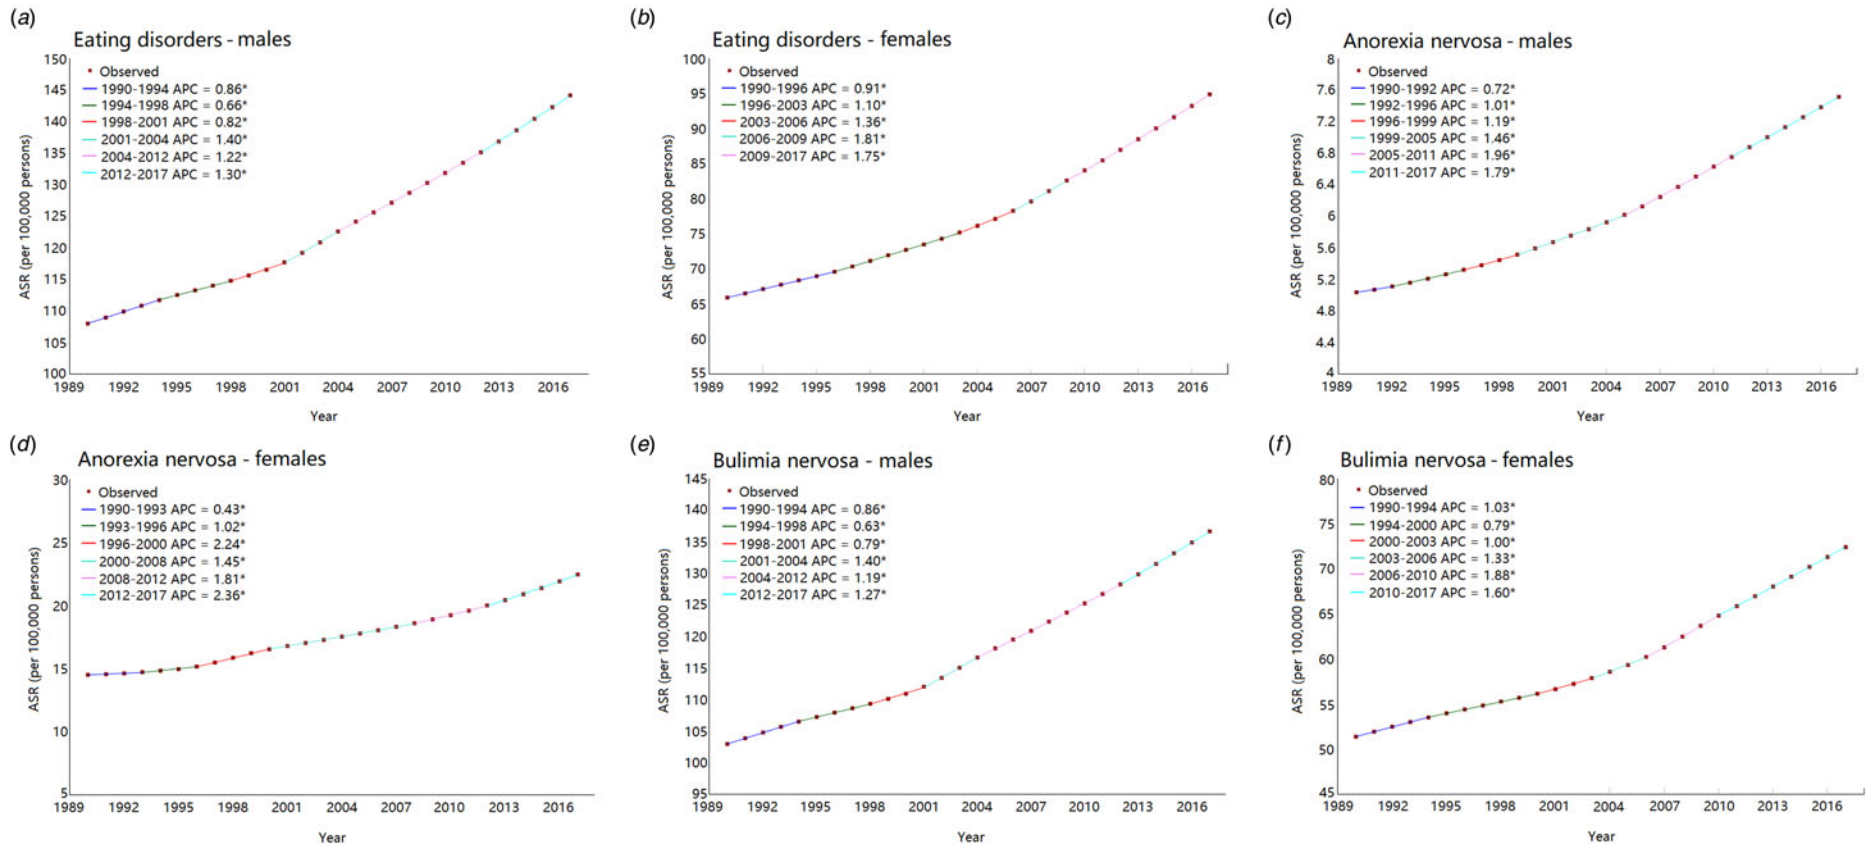 (a)
Eating disorders - males
ASR (per 100,000 persons)
150
145
140
135
130
125
120
115
110
105
100
Observed
1990-1994 APC = 0.86*
1994-1998 APC = 0.66*
1998-2001 APC = 0.82*
2001-2004 APC = 1.40*
2004-2012 APC = 1.22*
2012-2017 APC = 1.30*
1989 1992 1995 1998 2001 2004 2007 2010 2013 2016
Year
(b)
Eating disorders - females
ASR (per 100,000 persons)
100
95
90
85
80
75
70
65
60
55
Observed
1990-1996 APC = 0.91*
1996-2003 APC = 1.10*
2003-2006 APC = 1.36*
2006-2009 APC = 1.81*
2009-2017 APC = 1.75*
1989 1992 1995 1998 2001 2004 2007 2010 2013 2016
Year
(c)
Anorexia nervosa - males
ASR (per 100,000 persons)
8
7.6
7.2
6.8
6.4
6
5.6
5.2
4.8
4.4
4
Observed
1990-1992 APC = 0.72*
1992-1996 APC = 1.01*
1996-1999 APC = 1.19*
1999-2005 APC = 1.46*
2005-2011 APC = 1.96*
2011-2017 APC = 1.79*
1989 1992 1995 1998 2001 2004 2007 2010 2013 2016
Year
(d)
Anorexia nervosa - females
ASR (per 100,000 persons)
30
25
20
15
10
5
Observed
1990-1993 APC = 0.43*
1993-1996 APC = 1.02*
1996-2000 APC = 2.24*
2000-2008 APC = 1.45*
2008-2012 APC = 1.81*
2012-2017 APC = 2.36*
1989 1992 1995 1998 2001 2004 2007 2010 2013 2016
Year
(e)
Bulimia nervosa - males
ASR (per 100,000 persons)
145
140
135
130
125
120
115
110
105
100
95
Observed
1990-1994 APC = 0.86*
1994-1998 APC = 0.63*
1998-2001 APC = 0.79*
2001-2004 APC = 1.40*
2004-2012 APC = 1.19*
2012-2017 APC = 1.27*
1989 1992 1995 1998 2001 2004 2007 2010 2013 2016
Year
(f)
Bulimia nervosa - females
ASR (per 100,000 persons)
80
75
70
65
60
55
50
45
Observed
1990-1994 APC = 1.03*
1994-2000 APC = 0.79*
2000-2003 APC = 1.00*
2003-2006 APC = 1.33*
2006-2010 APC = 1.88*
2010-2017 APC = 1.60*
1989 1992 1995 1998 2001 2004 2007 2010 2013 2016
Year